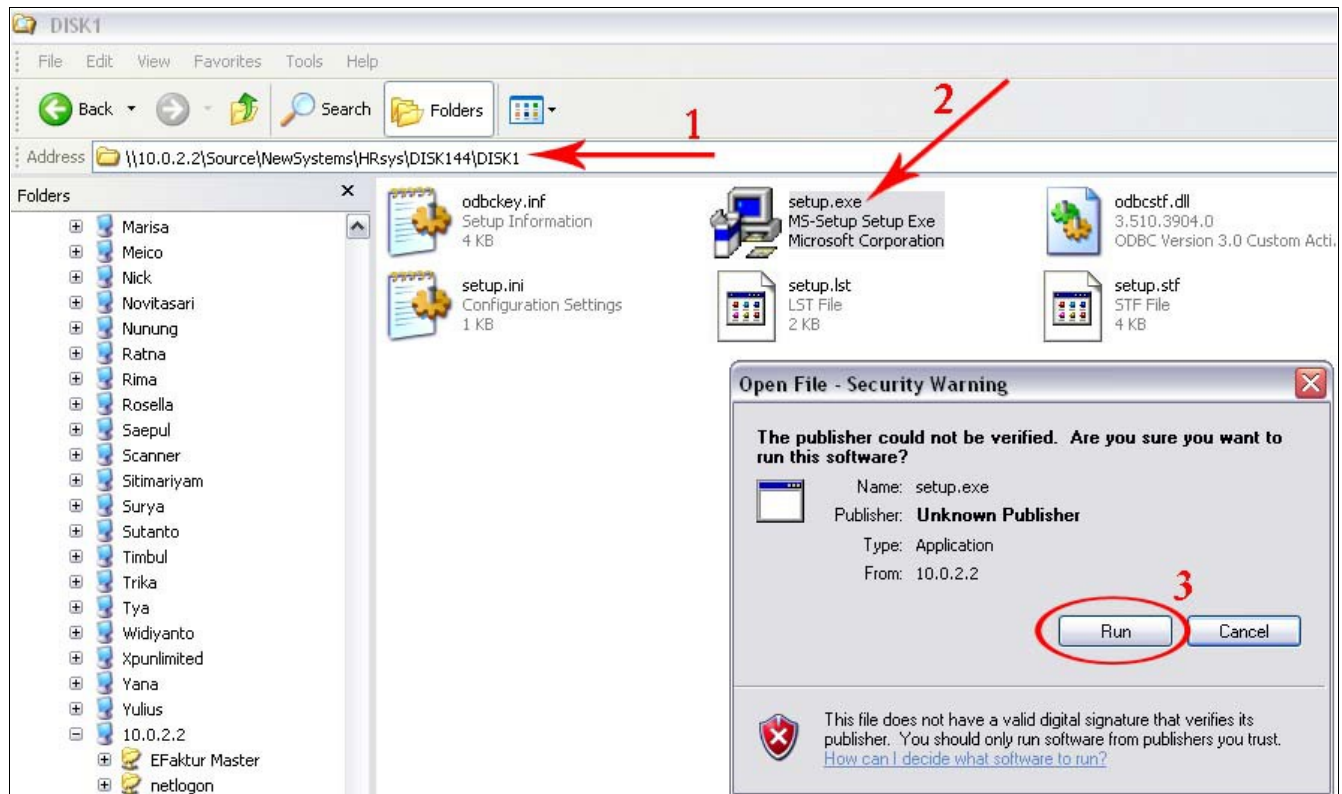 DISK1
File Edit View Favorites Tools Help
Back Search Folders
1
2
Address \\10.0.2.2\Source\NewSystems\HRsys\DISK144\DISK1
Folders x
Marisa
Meico
Nick
Novitasari
Nunung
Ratna
Rima
Rosella
Saepul
Scanner
Sitimariyam
Surya
Sutanto
Timbul
Trika
Tya
Widiyanto
Xpunlimited
Yana
Yulius
10.0.2.2
EFaktur Master
netlogon
odbckey.inf
Setup Information
4 KB
setup.exe
MS-Setup Setup Exe
Microsoft Corporation
odbcstf.dll
3.510.3904.0
ODBC Version 3.0 Custom Acti.
setup.ini
Configuration Settings
1 KB
setup.lst
LST File
2 KB
setup.stf
STF File
4 KB
Open File - Security Warning
The publisher could not be verified. Are you sure you want to
run this software?
Name: setup.exe
Publisher: Unknown Publisher
Type: Application
From: 10.0.2.2
3
Run Cancel
This file does not have a valid digital signature that verifies its
publisher. You should only run software from publishers you trust.
How can I decide what software to run?